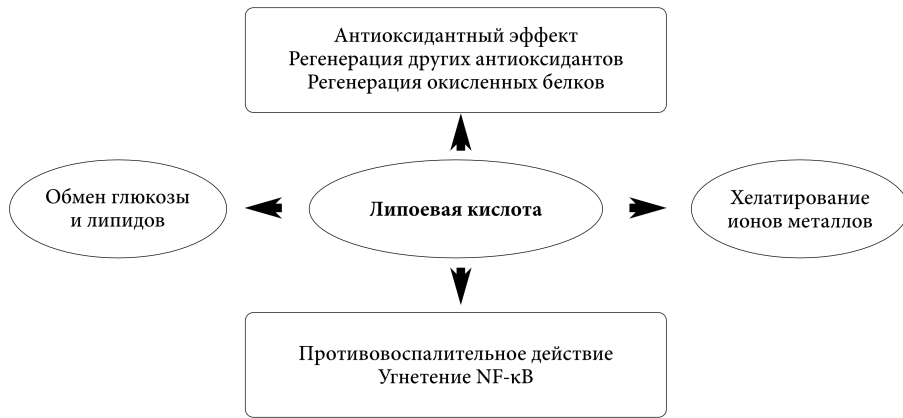 Антиоксидантный эффект
Регенерация других антиоксидантов
Регенерация окисленных белков
Обмен глюкозы
и липидов
Липоевая кислота
Хелатирование
ионов металлов
Противовоспалительное действие
Угнетение NF-κB